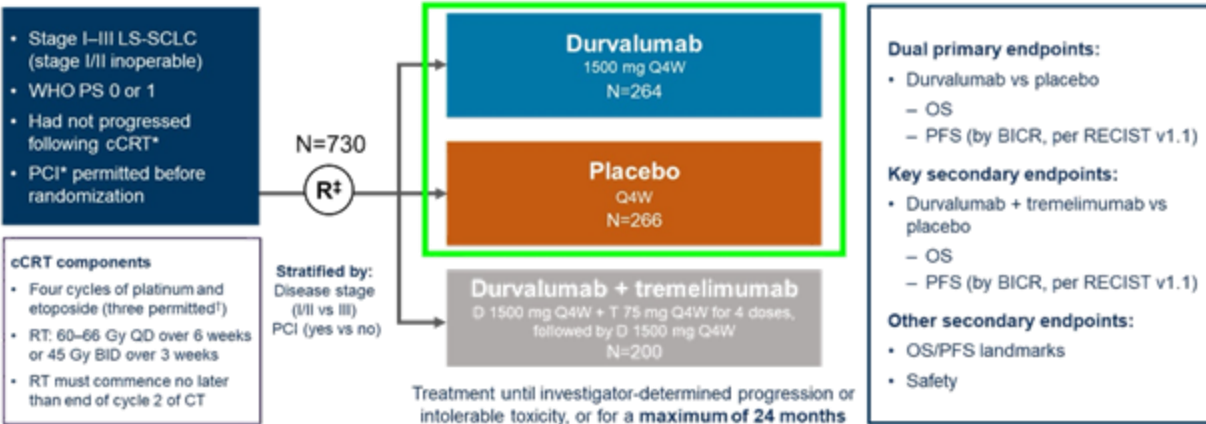 • Stage I–III LS-SCLC
(stage I/II inoperable)
• WHO PS 0 or 1
• Had not progressed
following cCRT*
• PCI* permitted before
randomization
cCRT components
• Four cycles of platinum and
etoposide (three permitted†)
• RT: 60–66 Gy QD over 6 weeks
or 45 Gy BID over 3 weeks
• RT must commence no later
than end of cycle 2 of CT
N=730
R‡
Stratified by:
Disease stage
(I/II vs III)
PCI (yes vs no)
Durvalumab
1500 mg Q4W
N=264
Placebo
Q4W
N=266
Durvalumab + tremelimumab
D 1500 mg Q4W + T 75 mg Q4W for 4 doses,
followed by D 1500 mg Q4W
N=200
Treatment until investigator-determined progression or
intolerable toxicity, or for a maximum of 24 months
Dual primary endpoints:
• Durvalumab vs placebo
– OS
– PFS (by BICR, per RECIST v1.1)
Key secondary endpoints:
• Durvalumab + tremelimumab vs
placebo
– OS
– PFS (by BICR, per RECIST v1.1)
Other secondary endpoints:
• OS/PFS landmarks
• Safety